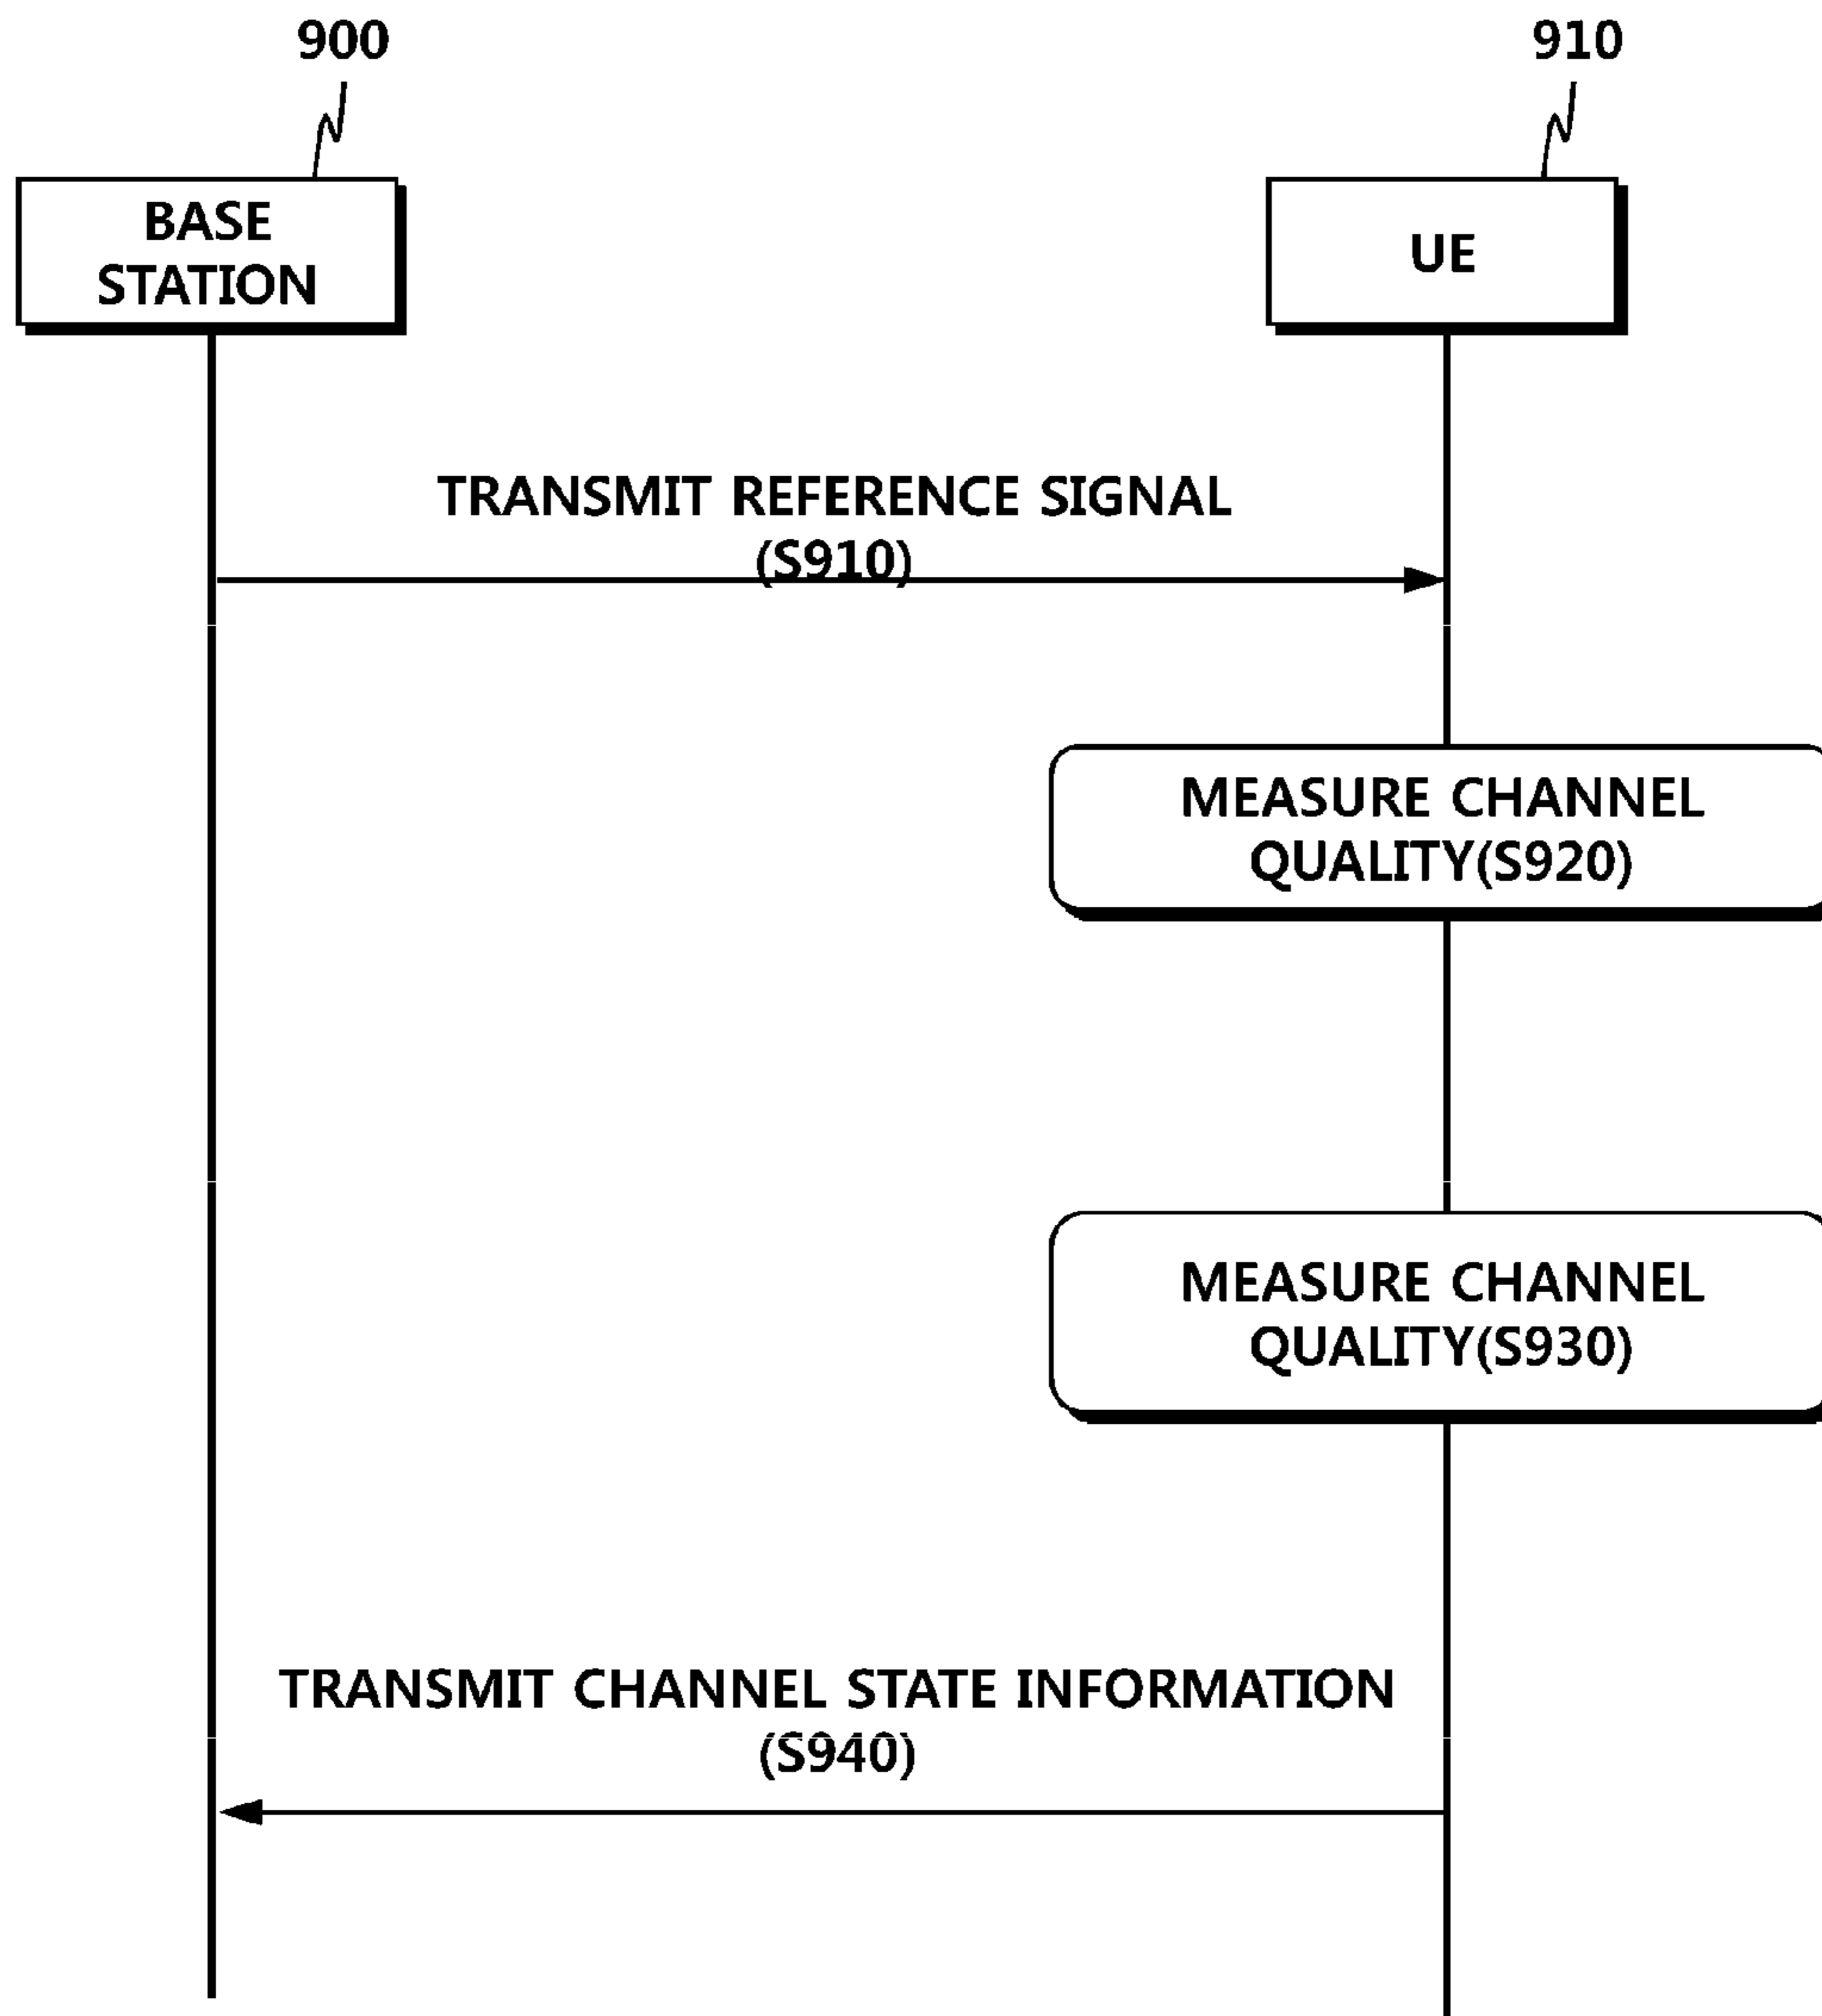 900
910
BASE
STATION
UE
TRANSMIT REFERENCE SIGNAL
(S910)
MEASURE CHANNEL
QUALITY(S920)
MEASURE CHANNEL
QUALITY(S930)
TRANSMIT CHANNEL STATE INFORMATION
(S940)